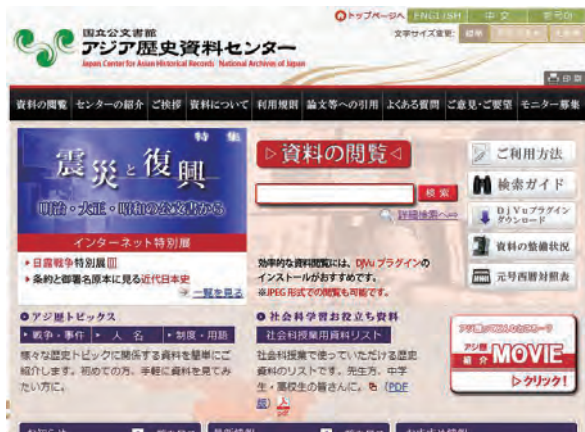 トップページへ ENGLISH 中文 한국어
国立公文書館
アジア歴史資料センター
Japan Center for Asian Historical Records National Archives of Japan
文字サイズ変更:
印刷
資料の閲覧 センターの紹介 ご挨拶 資料について 利用規則 論文等への引用 よくある質問 ご意見・ご要望 モニター募集
特集
震災と復興
明治・大正・昭和の公文書から
インターネット特別展
日露戦争特別展III
条約と御署名原本に見る近代日本史
一覧を見る
資料の閲覧
検索
詳細検索へ
効率的な資料閲覧には、DjVuプラグインの
インストールがおすすめです。
※JPEG形式での閲覧も可能です。
ご利用方法
検索ガイド
DjVuプラグイン
ダウンロード
資料の整備状況
元号西暦対照表
アジ歴トピックス
戦争・事件 人名 制度・用語
様々な歴史トピックに関係する資料を簡単にご
紹介します。初めての方、手軽に資料を見てみ
たい方に。
社会科学習お役立ち資料
社会科授業用資料リスト
社会科授業で使っていただける歴史
資料のリストです。先生方、中学
生・高校生の皆さんに。 (PDF
版)
アジ歴
紹介 MOVIE
クリック!